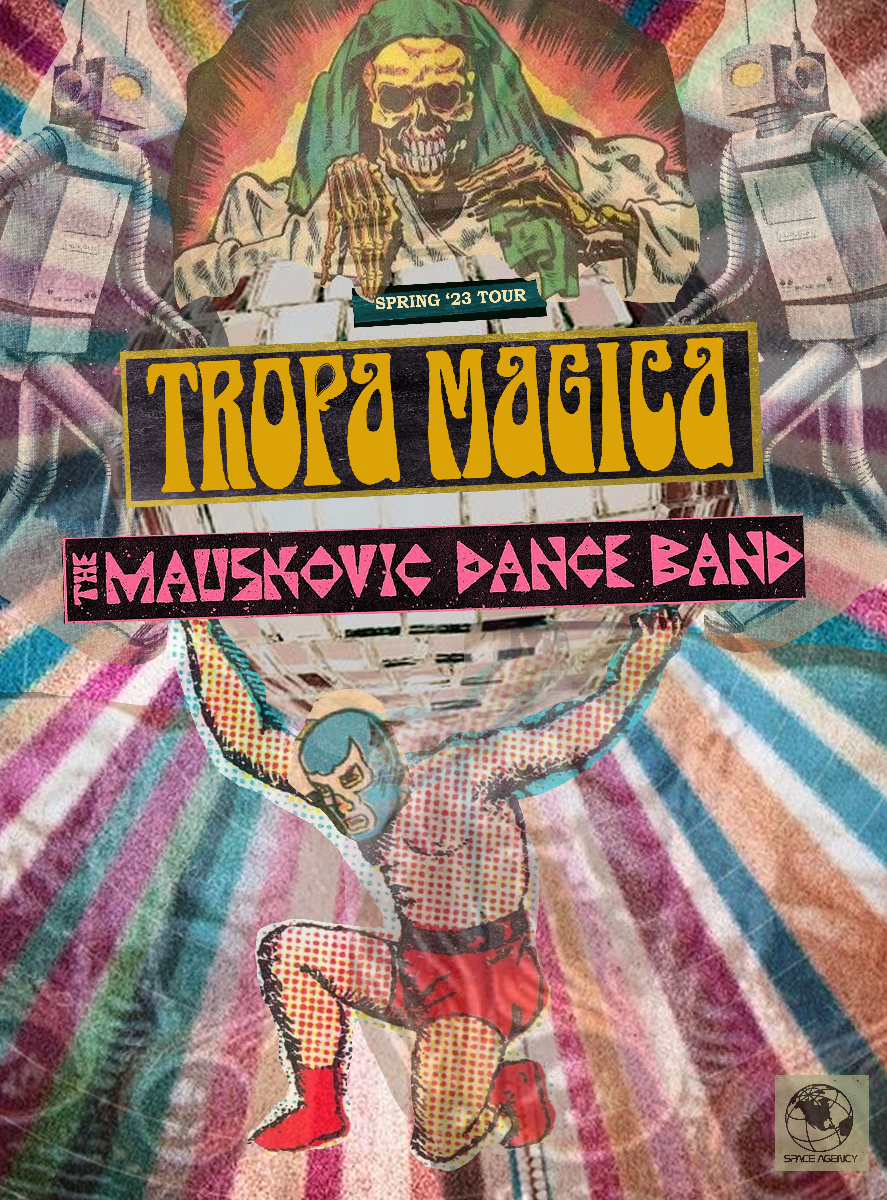 SPRING ‘23 TOUR
TROPA MAGICA
THE MAUSKOVIC DANCE BAND
SPACE AGENCY